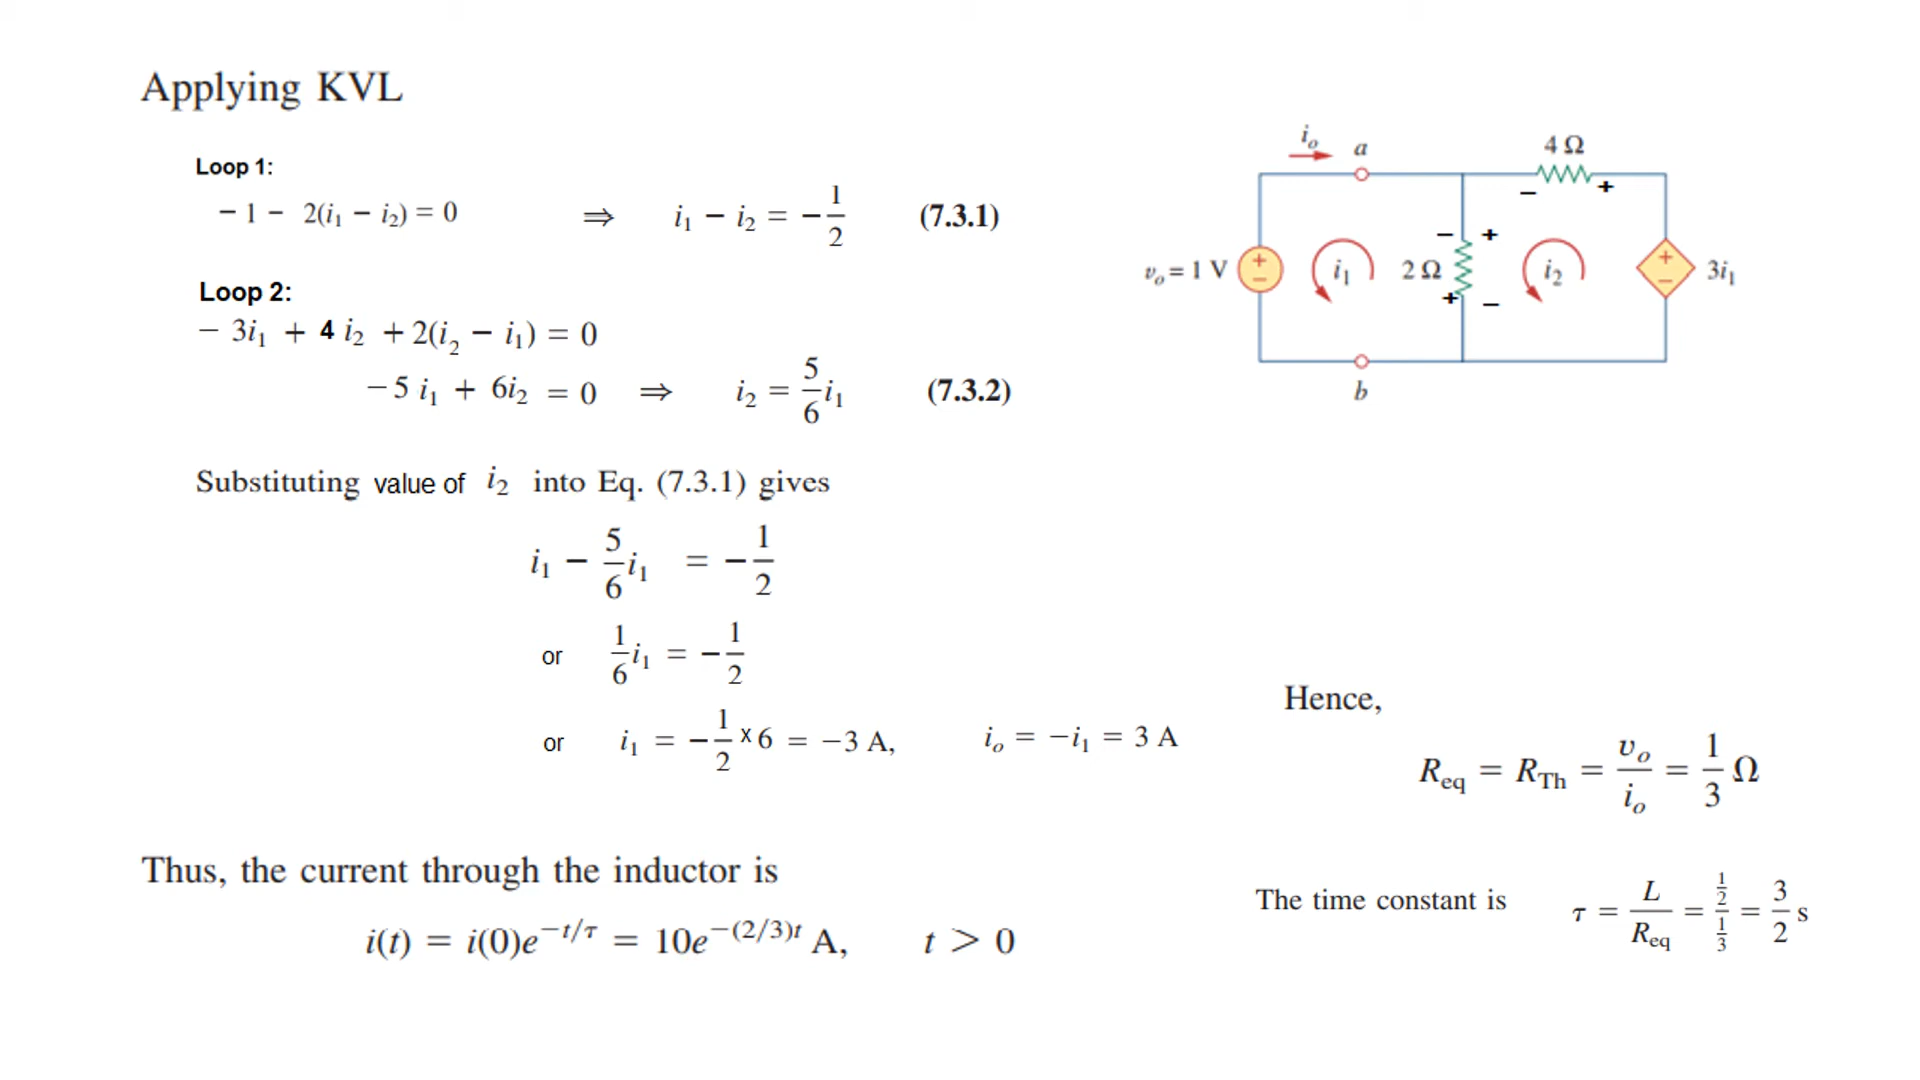 Applying KVL
Loop 1:
− 1 − 2(i₁ − i₂) = 0 ⇒ i₁ − i₂ = −1/2 (7.3.1)
Loop 2:
− 3i₁ + 4 i₂ + 2(i₂ − i₁) = 0
− 5 i₁ + 6i₂ = 0 ⇒ i₂ = 5/6 i₁ (7.3.2)
Substituting value of i₂ into Eq. (7.3.1) gives
i₁ − 5/6 i₁ = −1/2
or 1/6 i₁ = −1/2
or i₁ = −1/2 x 6 = −3 A, iₒ = −i₁ = 3 A
Thus, the current through the inductor is
i(t) = i(0)e^−t/τ = 10e^−(2/3)t A, t > 0
iₒ a 4 Ω
− +
− +
vₒ = 1 V + − i₁ 2 Ω i₂ + − 3i₁
+ −
b
Hence,
R_eq = R_Th = vₒ/iₒ = 1/3 Ω
The time constant is τ = L/R_eq = 1/2 / 1/3 = 3/2 s